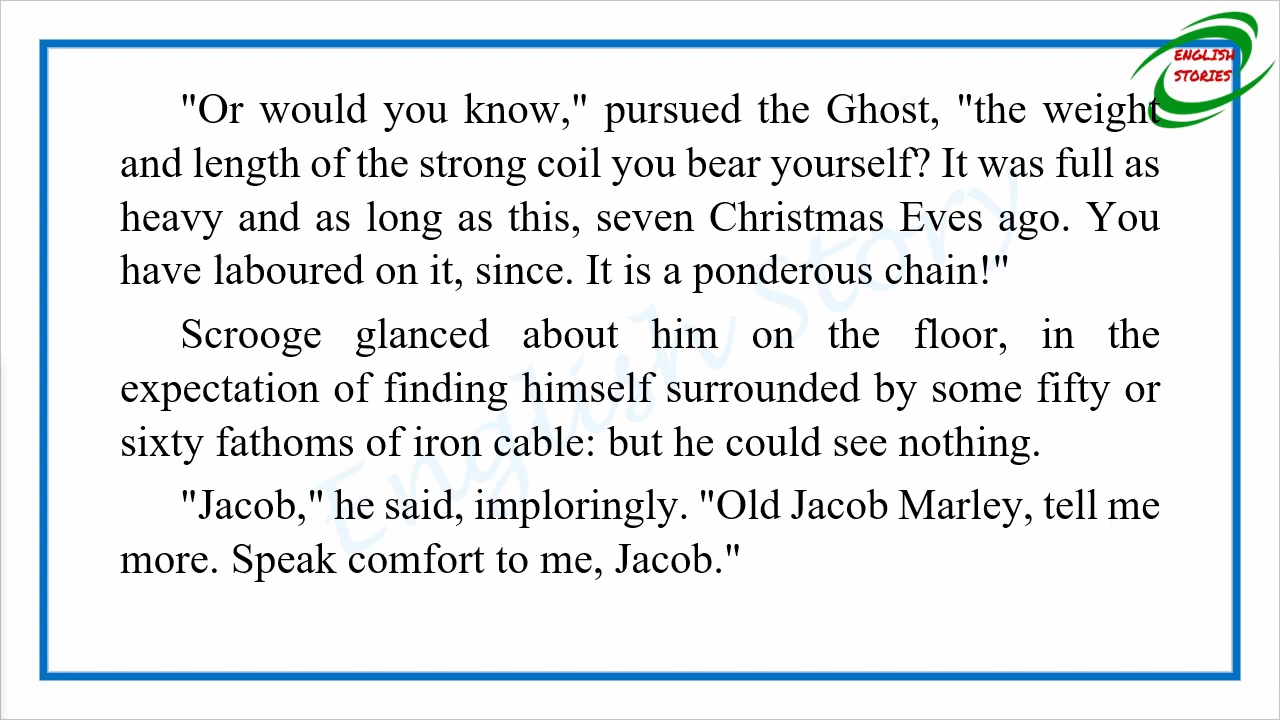 ENGLISH
STORIES
"Or would you know," pursued the Ghost, "the weight
and length of the strong coil you bear yourself? It was full as
heavy and as long as this, seven Christmas Eves ago. You
have laboured on it, since. It is a ponderous chain!"
Scrooge glanced about him on the floor, in the
expectation of finding himself surrounded by some fifty or
sixty fathoms of iron cable: but he could see nothing.
"Jacob," he said, imploringly. "Old Jacob Marley, tell me
more. Speak comfort to me, Jacob."
English Story